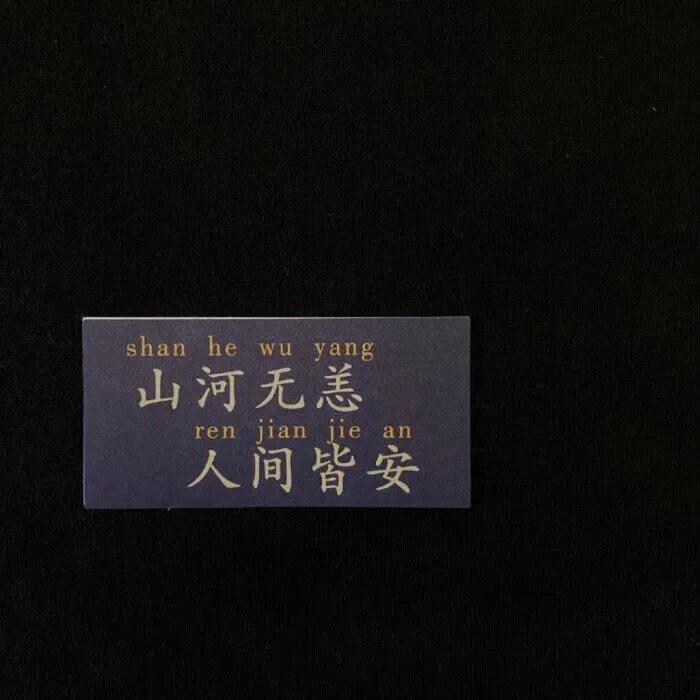 shan he wu yang
山河无恙
ren jian jie an
人间皆安